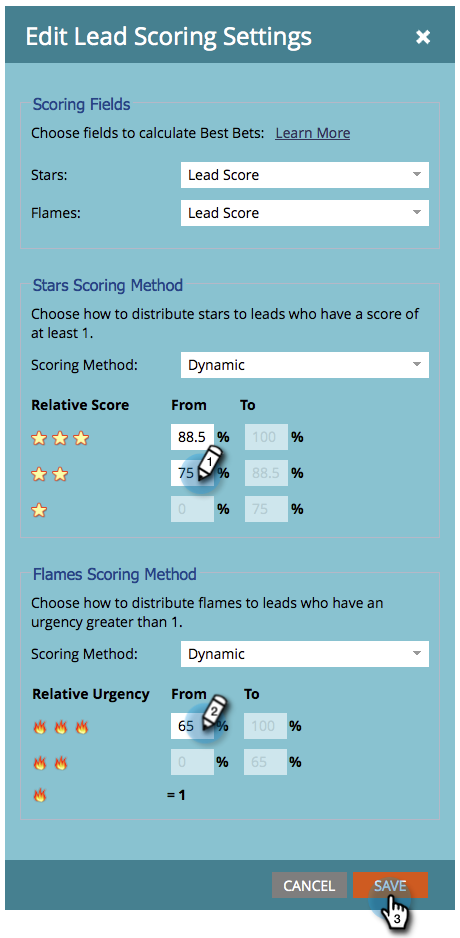 Edit Lead Scoring Settings ×
Scoring Fields
Choose fields to calculate Best Bets: Learn More
Stars: Lead Score
Flames: Lead Score
Stars Scoring Method
Choose how to distribute stars to leads who have a score of
at least 1.
Scoring Method: Dynamic
Relative Score From To
88.5 % 100 %
1
75 % 88.5 %
0 % 75 %
Flames Scoring Method
Choose how to distribute flames to leads who have an
urgency greater than 1.
Scoring Method: Dynamic
Relative Urgency From To
2
65 % 100 %
0 % 65 %
= 1
CANCEL SAVE
3